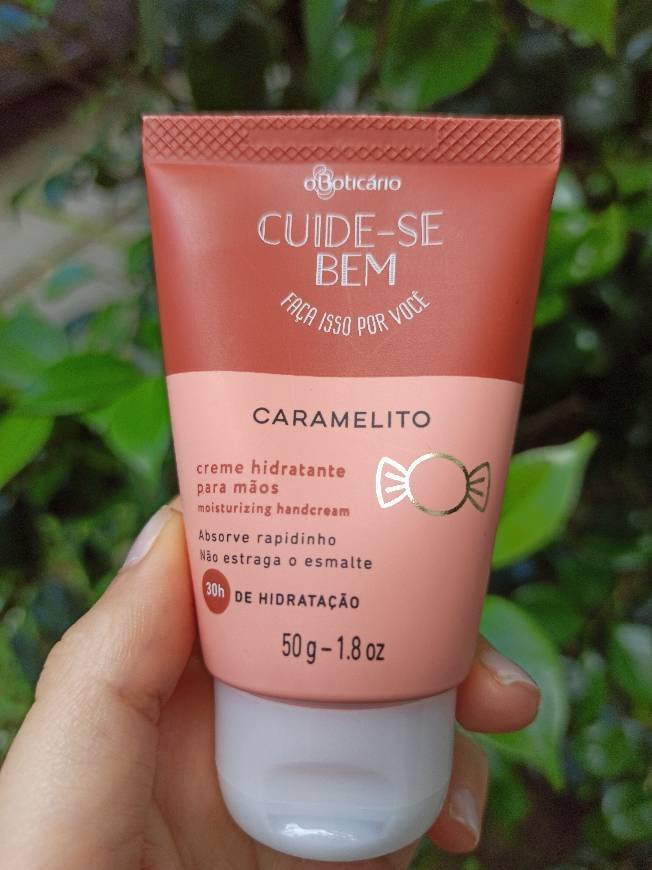 oBoticário
CUIDE-SE
BEM
FAÇA ISSO POR VOCÊ
CARAMELITO
creme hidratante
para mãos
moisturizing handcream
Absorve rapidinho
Não estraga o esmalte
30h DE HIDRATAÇÃO
50 g – 1.8 oz